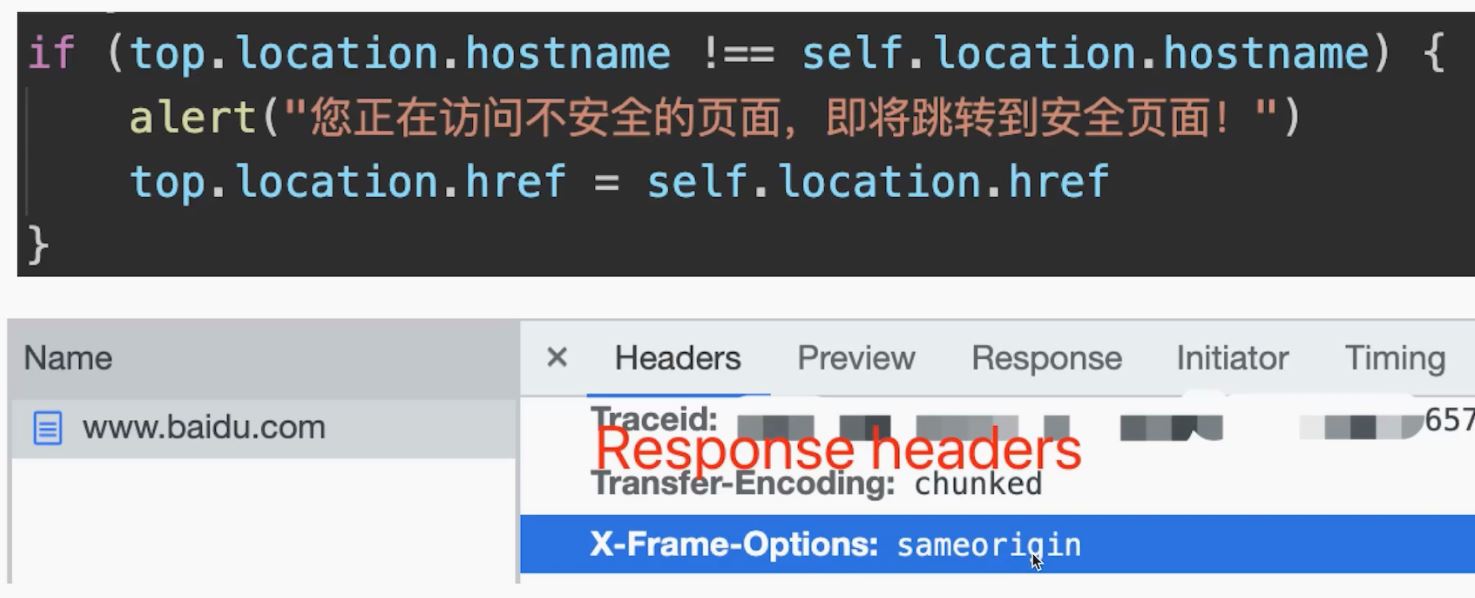 if (top.location.hostname !== self.location.hostname) {
alert("您正在访问不安全的页面，即将跳转到安全页面！")
top.location.href = self.location.href
}
Name
× Headers Preview Response Initiator Timing
www.baidu.com
Traceid: 657
Response headers
Transfer-Encoding: chunked
X-Frame-Options: sameorigin